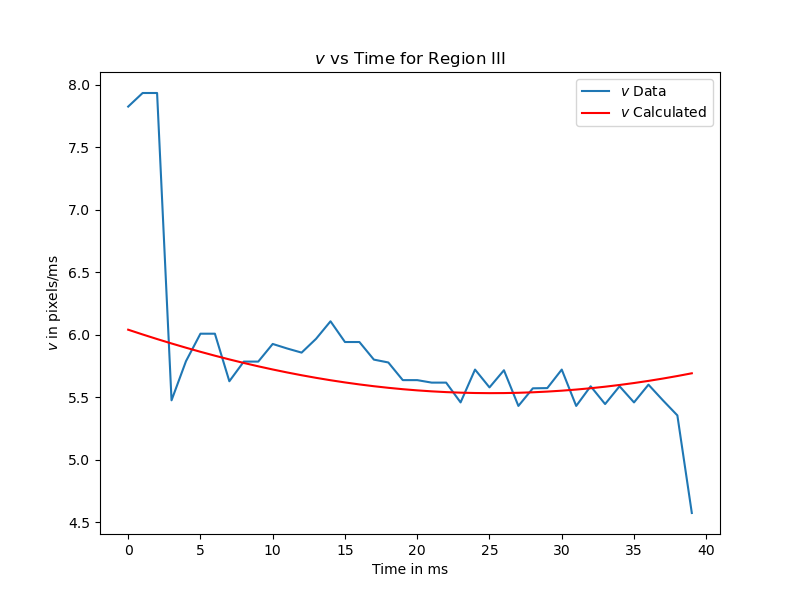 v vs Time for Region III
v Data
v Calculated
8.0
7.5
7.0
6.5
6.0
5.5
5.0
4.5
v in pixels/ms
0 5 10 15 20 25 30 35 40
Time in ms